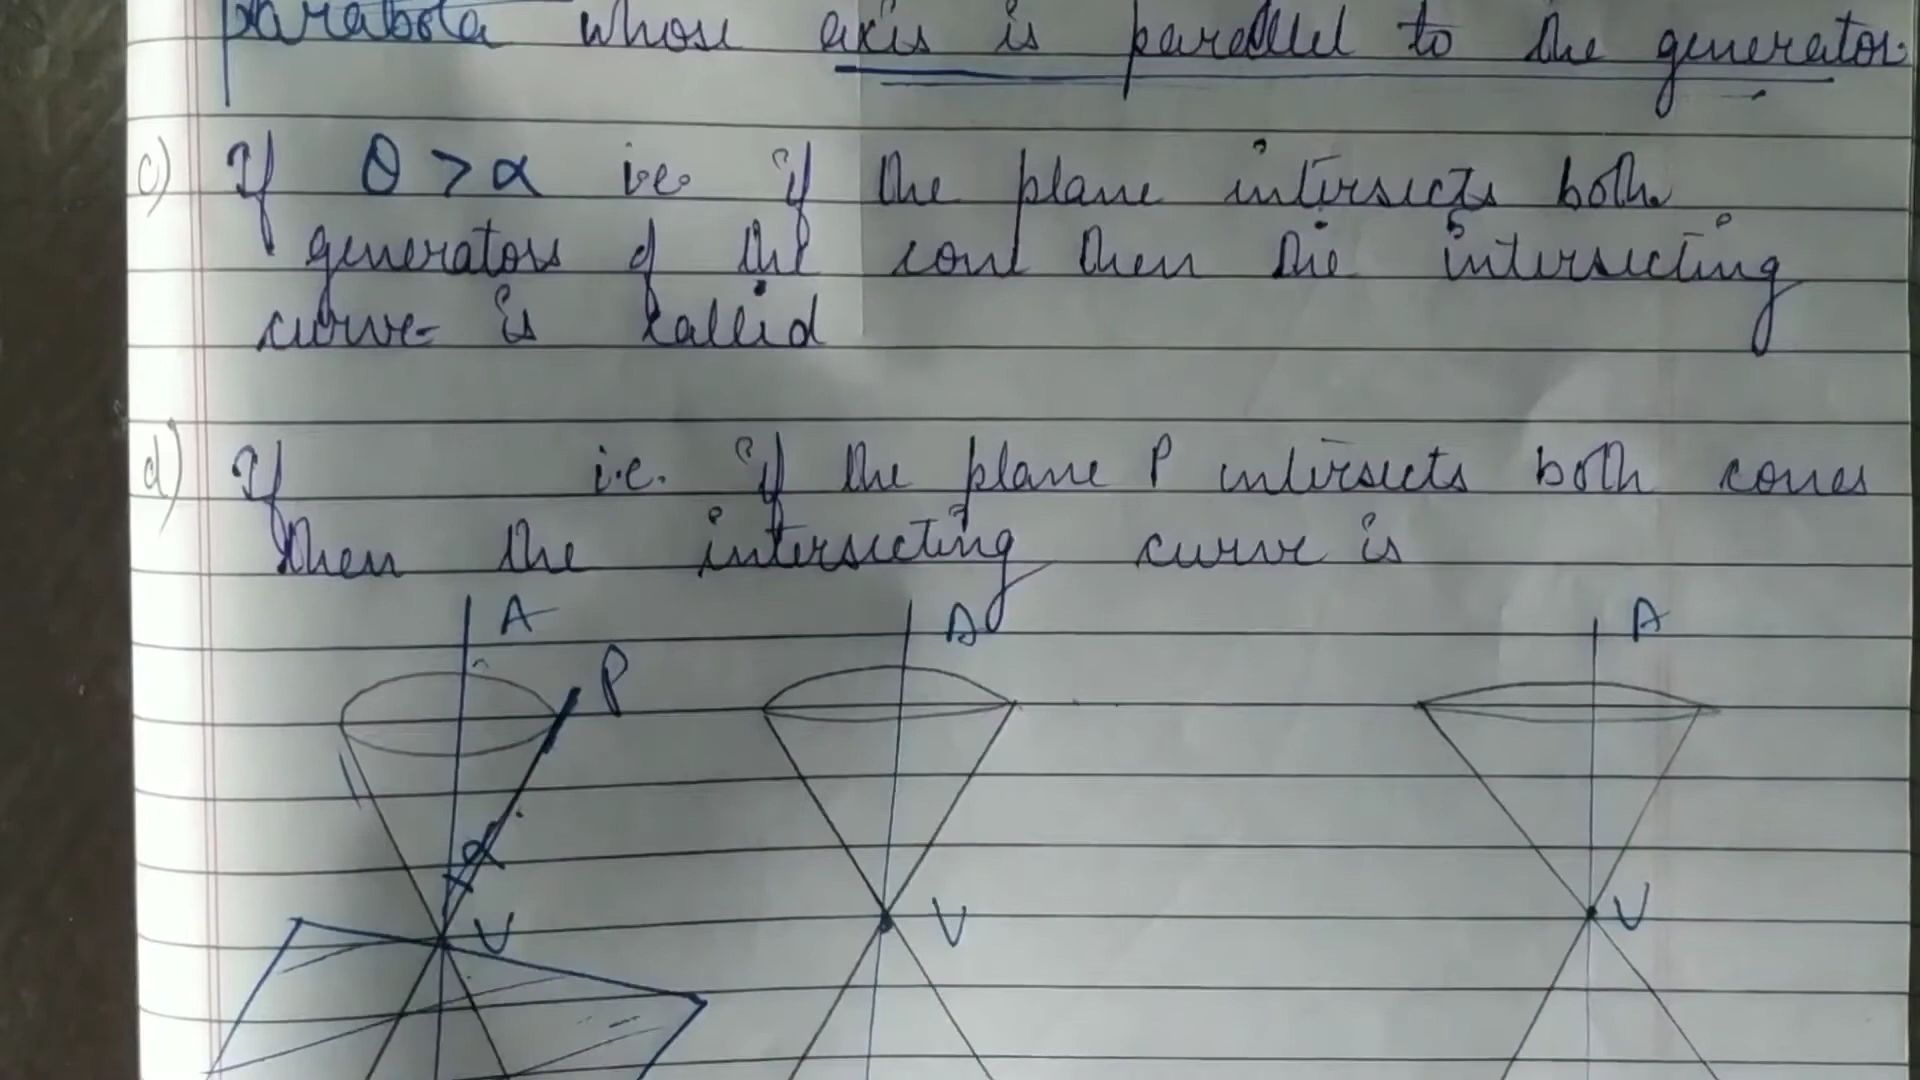 parabola whose axis is parallel to the generator.
c) If θ > α i.e. if the plane intersects both
generators of the cone then the intersecting
curve is called
d) If i.e. if the plane P intersects both cones
then the intersecting curve is
A A A
P
α
V V V